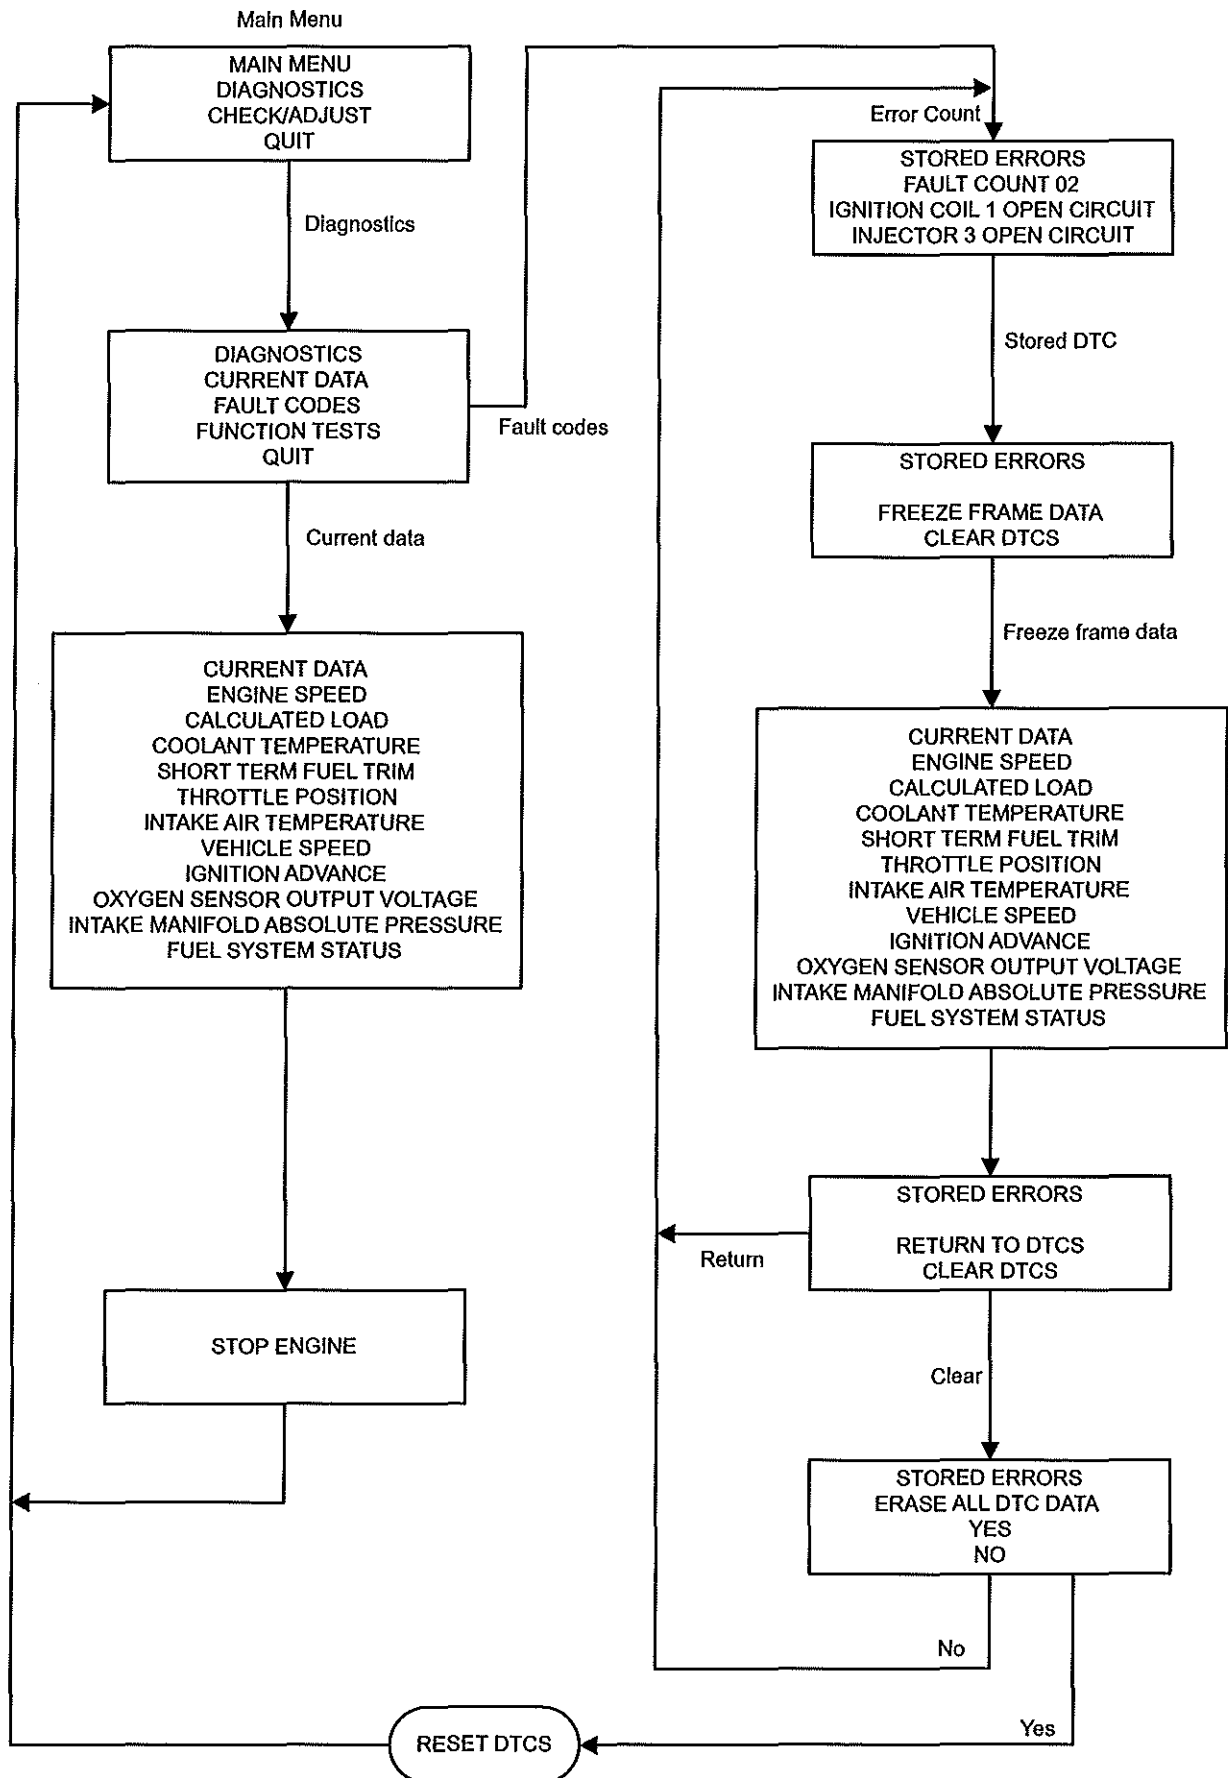 Main Menu
MAIN MENU
DIAGNOSTICS
CHECK/ADJUST
QUIT
Diagnostics
DIAGNOSTICS
CURRENT DATA
FAULT CODES
FUNCTION TESTS
QUIT
Fault codes
Current data
CURRENT DATA
ENGINE SPEED
CALCULATED LOAD
COOLANT TEMPERATURE
SHORT TERM FUEL TRIM
THROTTLE POSITION
INTAKE AIR TEMPERATURE
VEHICLE SPEED
IGNITION ADVANCE
OXYGEN SENSOR OUTPUT VOLTAGE
INTAKE MANIFOLD ABSOLUTE PRESSURE
FUEL SYSTEM STATUS
STOP ENGINE
Error Count
STORED ERRORS
FAULT COUNT 02
IGNITION COIL 1 OPEN CIRCUIT
INJECTOR 3 OPEN CIRCUIT
Stored DTC
STORED ERRORS
FREEZE FRAME DATA
CLEAR DTCS
Freeze frame data
CURRENT DATA
ENGINE SPEED
CALCULATED LOAD
COOLANT TEMPERATURE
SHORT TERM FUEL TRIM
THROTTLE POSITION
INTAKE AIR TEMPERATURE
VEHICLE SPEED
IGNITION ADVANCE
OXYGEN SENSOR OUTPUT VOLTAGE
INTAKE MANIFOLD ABSOLUTE PRESSURE
FUEL SYSTEM STATUS
STORED ERRORS
RETURN TO DTCS
CLEAR DTCS
Return
Clear
STORED ERRORS
ERASE ALL DTC DATA
YES
NO
No
Yes
RESET DTCS